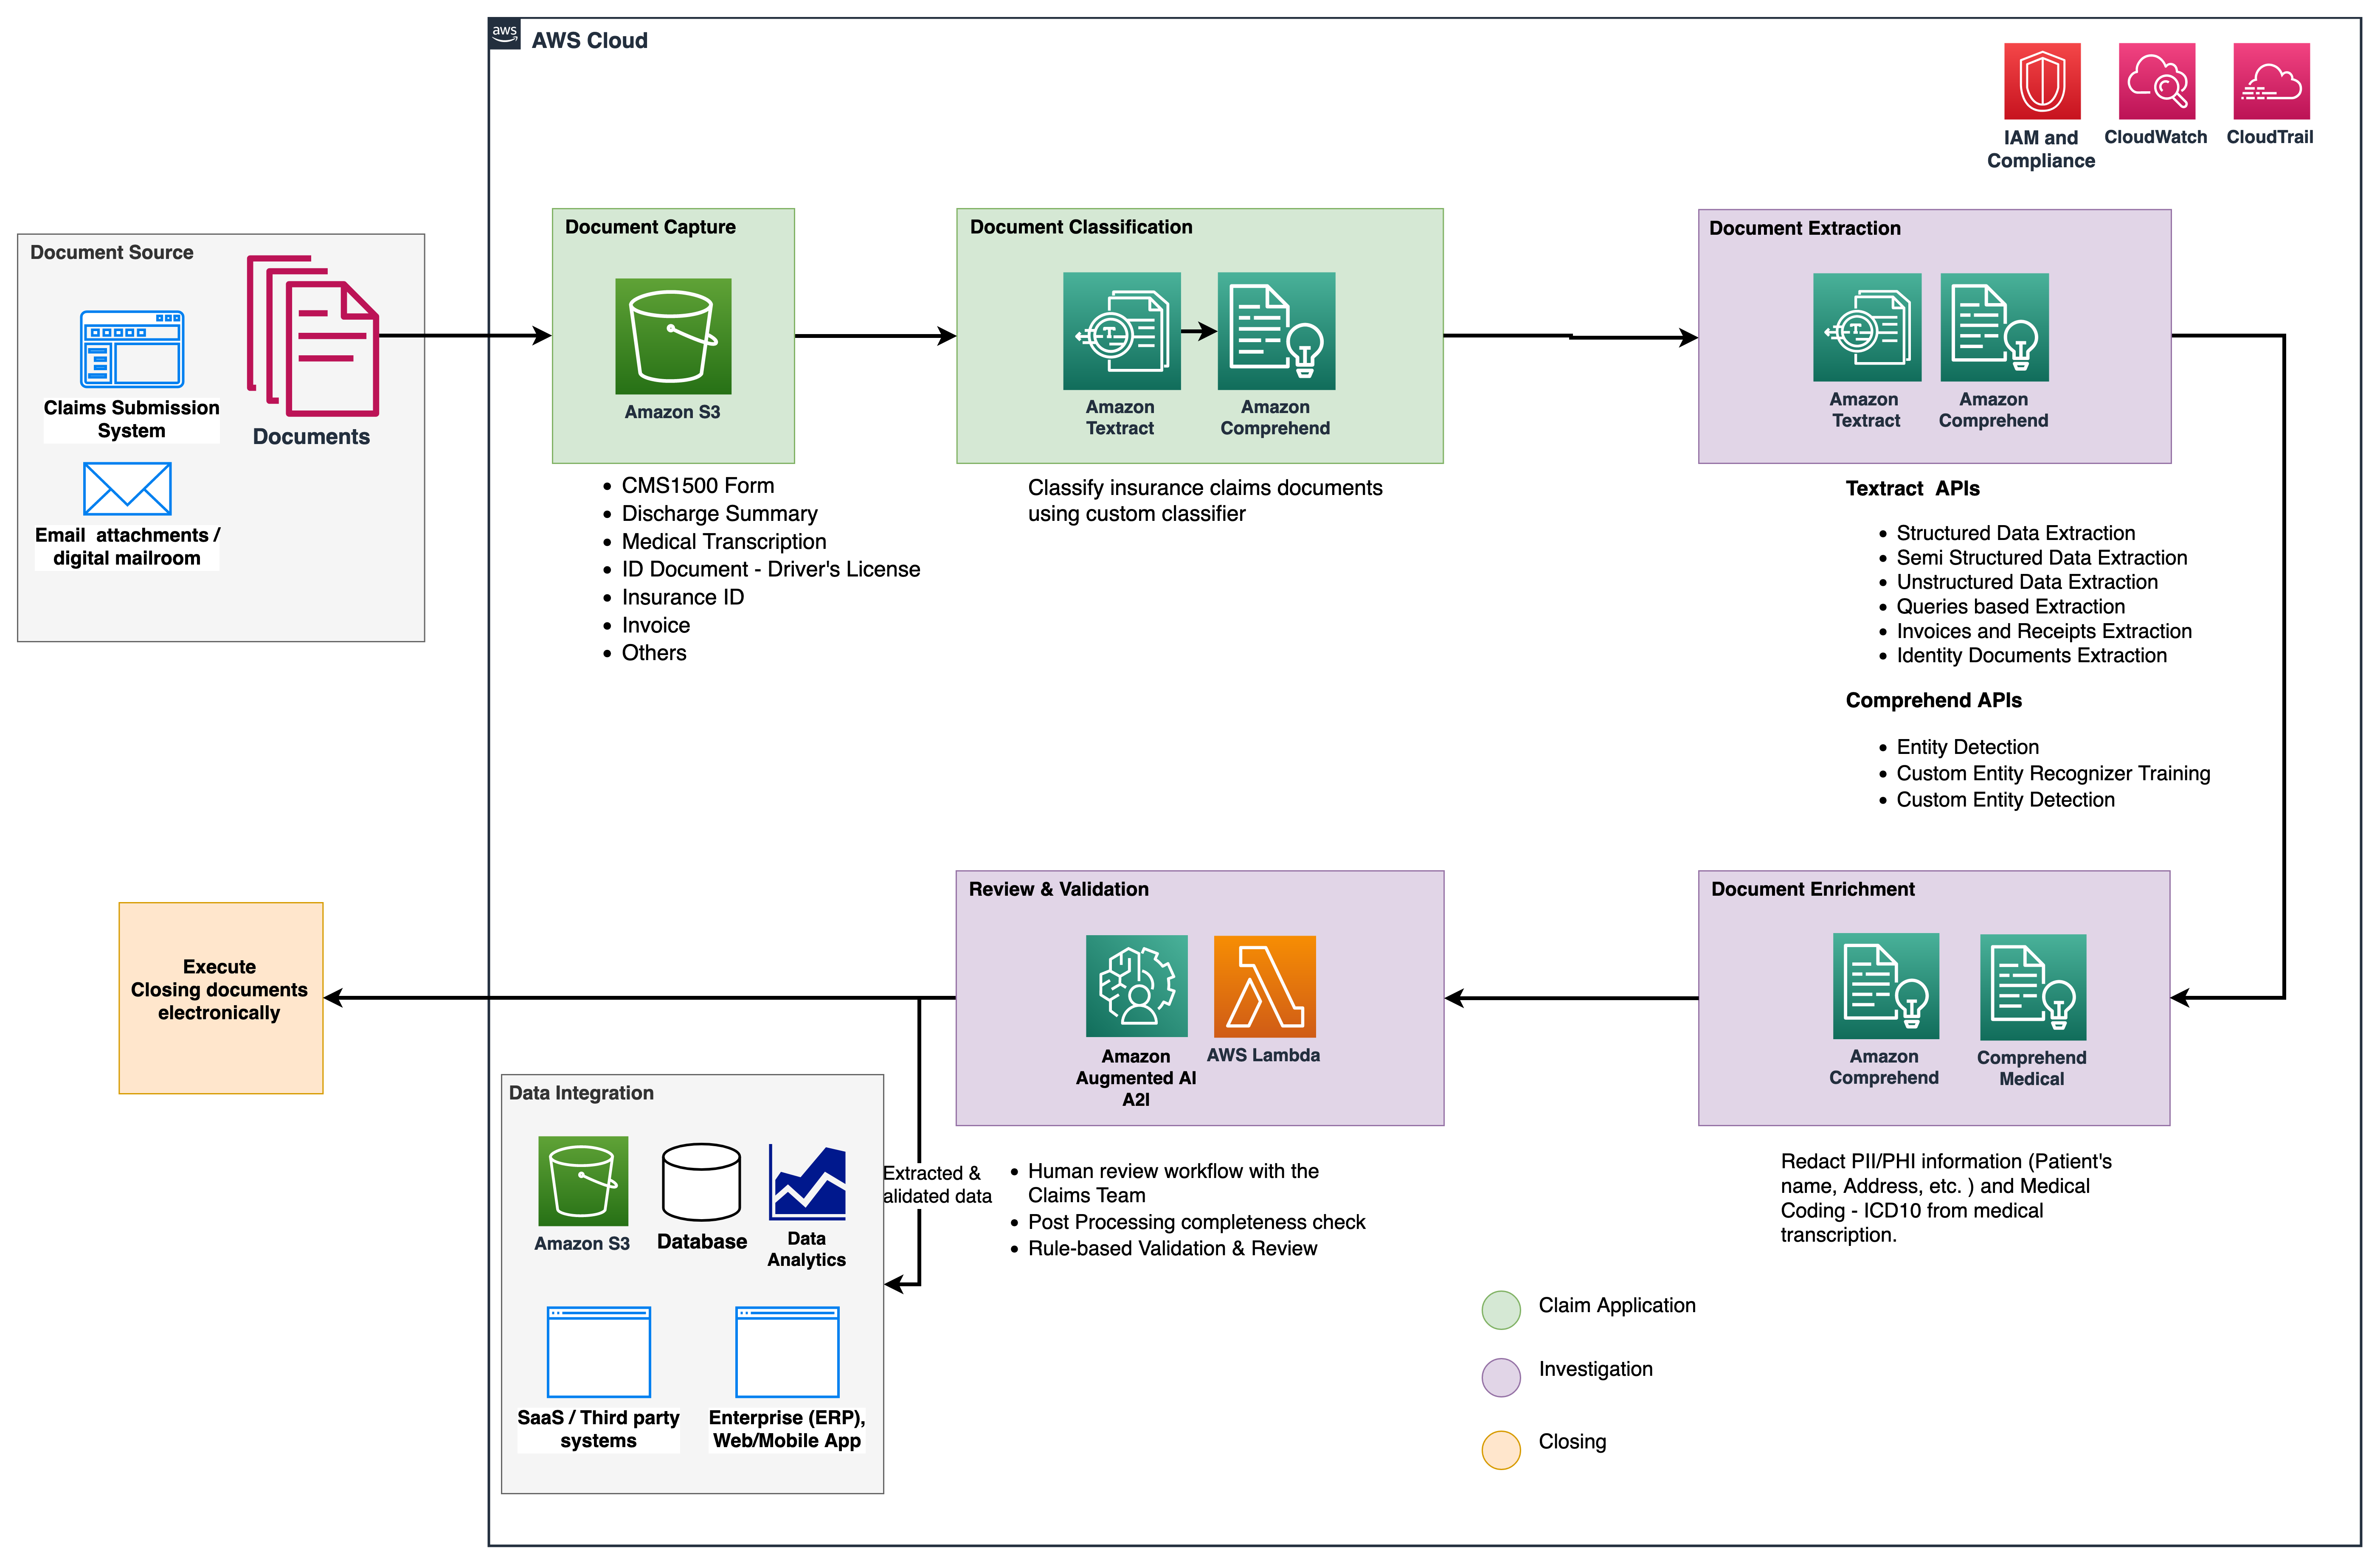 aws
AWS Cloud
IAM and
Compliance
CloudWatch
CloudTrail
Document Source
Claims Submission
System
Documents
Email  attachments /
digital mailroom
Document Capture
Amazon S3
CMS1500 Form
Discharge Summary
Medical Transcription
ID Document - Driver's License
Insurance ID
Invoice
Others
Document Classification
Amazon
Textract
Amazon
Comprehend
Classify insurance claims documents
using custom classifier
Document Extraction
Amazon
Textract
Amazon
Comprehend
Textract  APIs
Structured Data Extraction
Semi Structured Data Extraction
Unstructured Data Extraction
Queries based Extraction
Invoices and Receipts Extraction
Identity Documents Extraction
Comprehend APIs
Entity Detection
Custom Entity Recognizer Training
Custom Entity Detection
Document Enrichment
Amazon
Comprehend
Comprehend
Medical
Redact PII/PHI information (Patient's
name, Address, etc. ) and Medical
Coding - ICD10 from medical
transcription.
Review & Validation
Amazon
Augmented AI
A2I
AWS Lambda
Human review workflow with the
Claims Team
Post Processing completeness check
Rule-based Validation & Review
Execute
Closing documents
electronically
Extracted &
alidated data
Data Integration
Amazon S3
Database
Data
Analytics
SaaS / Third party
systems
Enterprise (ERP),
Web/Mobile App
Claim Application
Investigation
Closing